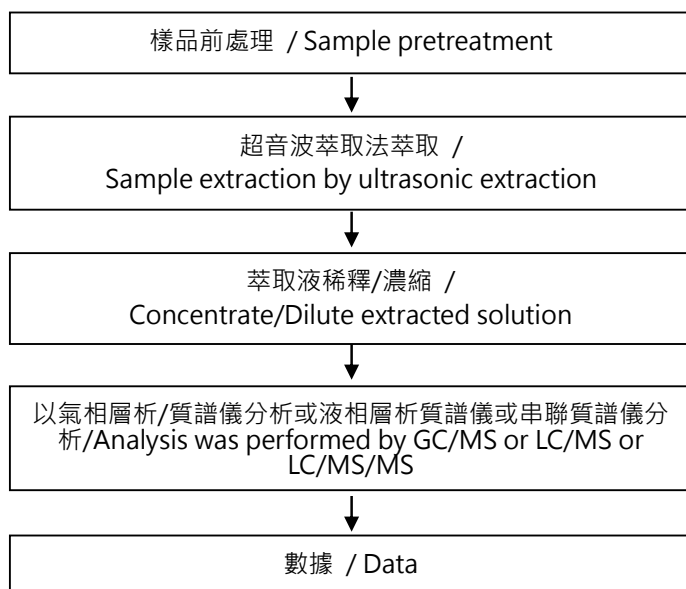 樣品前處理 / Sample pretreatment
超音波萃取法萃取 /
Sample extraction by ultrasonic extraction
萃取液稀釋/濃縮 /
Concentrate/Dilute extracted solution
以氣相層析/質譜儀分析或液相層析質譜儀或串聯質譜儀分
析/Analysis was performed by GC/MS or LC/MS or
LC/MS/MS
數據 / Data